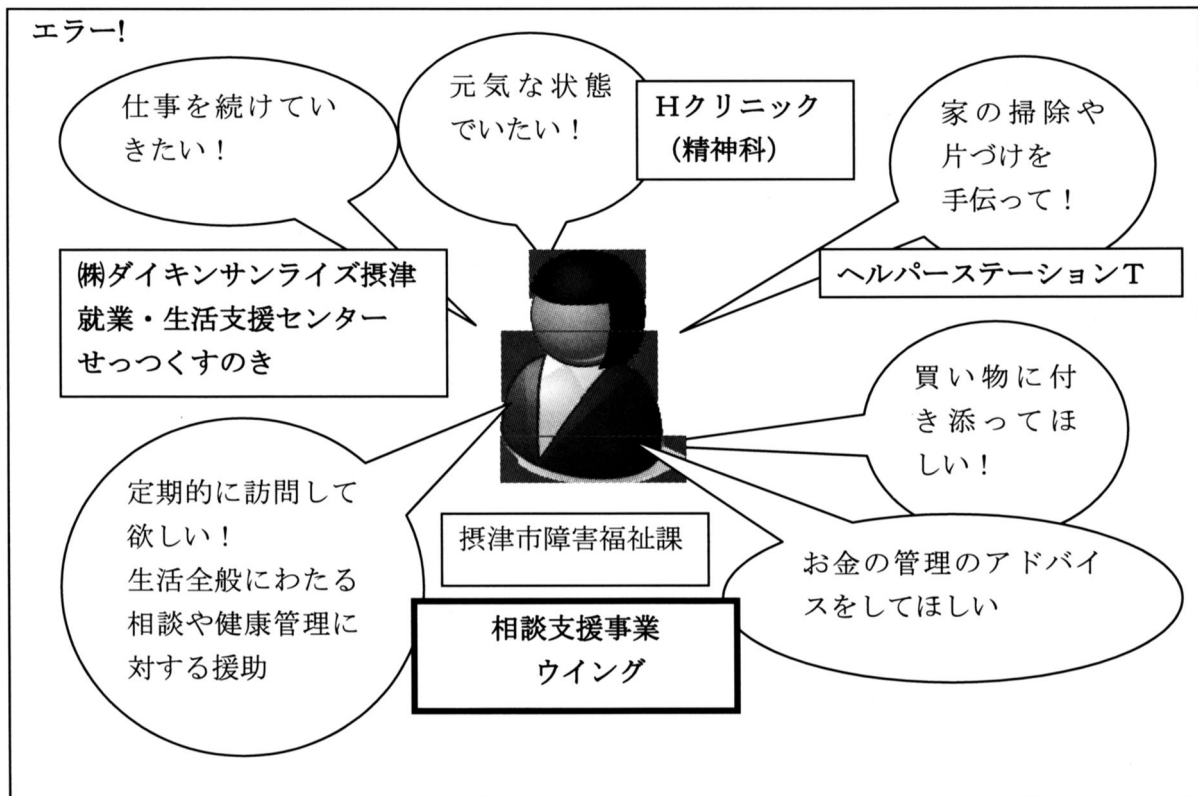 エラー!
仕事を続けてい
きたい！
元気な状態
でいたい！
Hクリニック
(精神科)
家の掃除や
片づけを
手伝って！
㈱ダイキンサンライズ摂津
就業・生活支援センター
せっつくすのき
ヘルパーステーションT
買い物に付
き添ってほ
しい！
定期的に訪問して
欲しい！
生活全般にわたる
相談や健康管理に
対する援助
摂津市障害福祉課
お金の管理のアドバイ
スをしてほしい
相談支援事業
ウイング